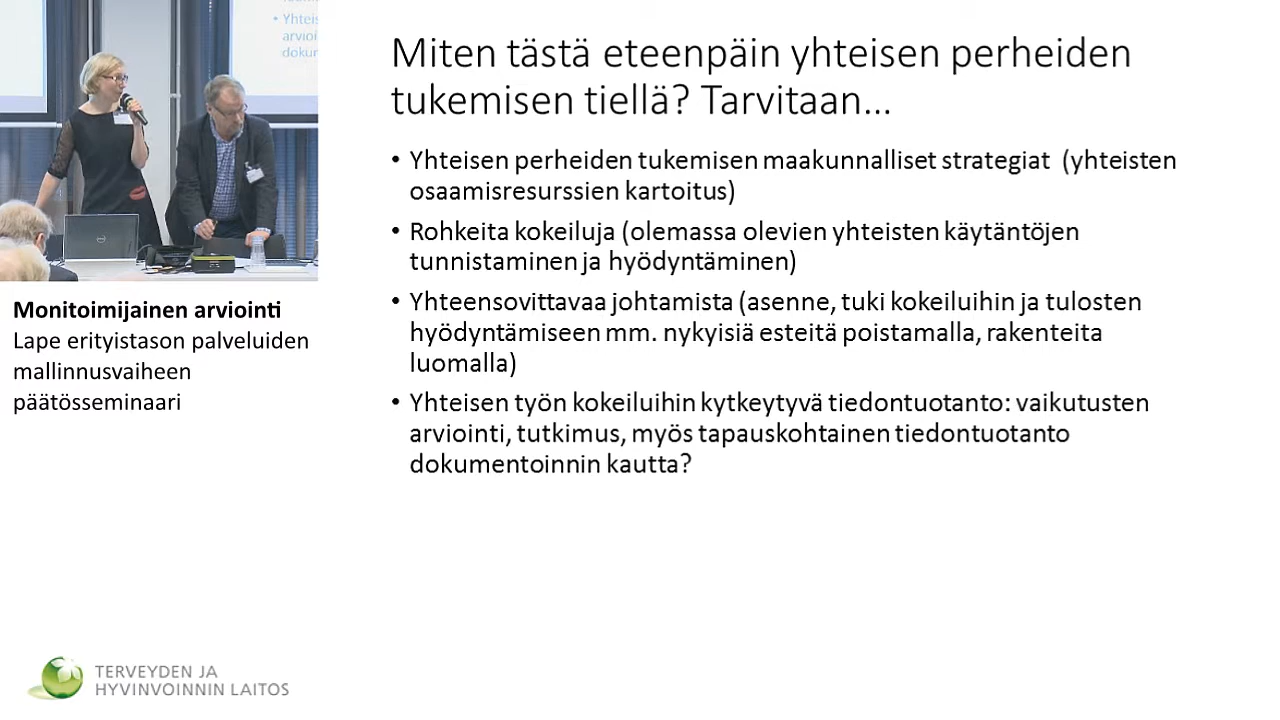 • Yhteis
arvioi
dokur
Monitoimijainen arviointi
Lape erityistason palveluiden
mallinnusvaiheen
päätösseminaari
Miten tästä eteenpäin yhteisen perheiden
tukemisen tiellä? Tarvitaan...
• Yhteisen perheiden tukemisen maakunnalliset strategiat (yhteisten
osaamisresurssien kartoitus)
• Rohkeita kokeiluja (olemassa olevien yhteisten käytäntöjen
tunnistaminen ja hyödyntäminen)
• Yhteensovittavaa johtamista (asenne, tuki kokeiluihin ja tulosten
hyödyntämiseen mm. nykyisiä esteitä poistamalla, rakenteita
luomalla)
• Yhteisen työn kokeiluihin kytkeytyvä tiedontuotanto: vaikutusten
arviointi, tutkimus, myös tapauskohtainen tiedontuotanto
dokumentoinnin kautta?
TERVEYDEN JA
HYVINVOINNIN LAITOS